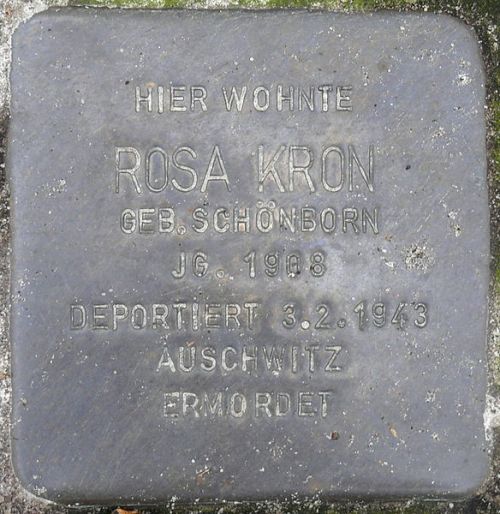 HIER WOHNTE
ROSA KRON
GEB. SCHÖNBORN
JG. 1908
DEPORTIERT 3.2.1943
AUSCHWITZ
ERMORDET